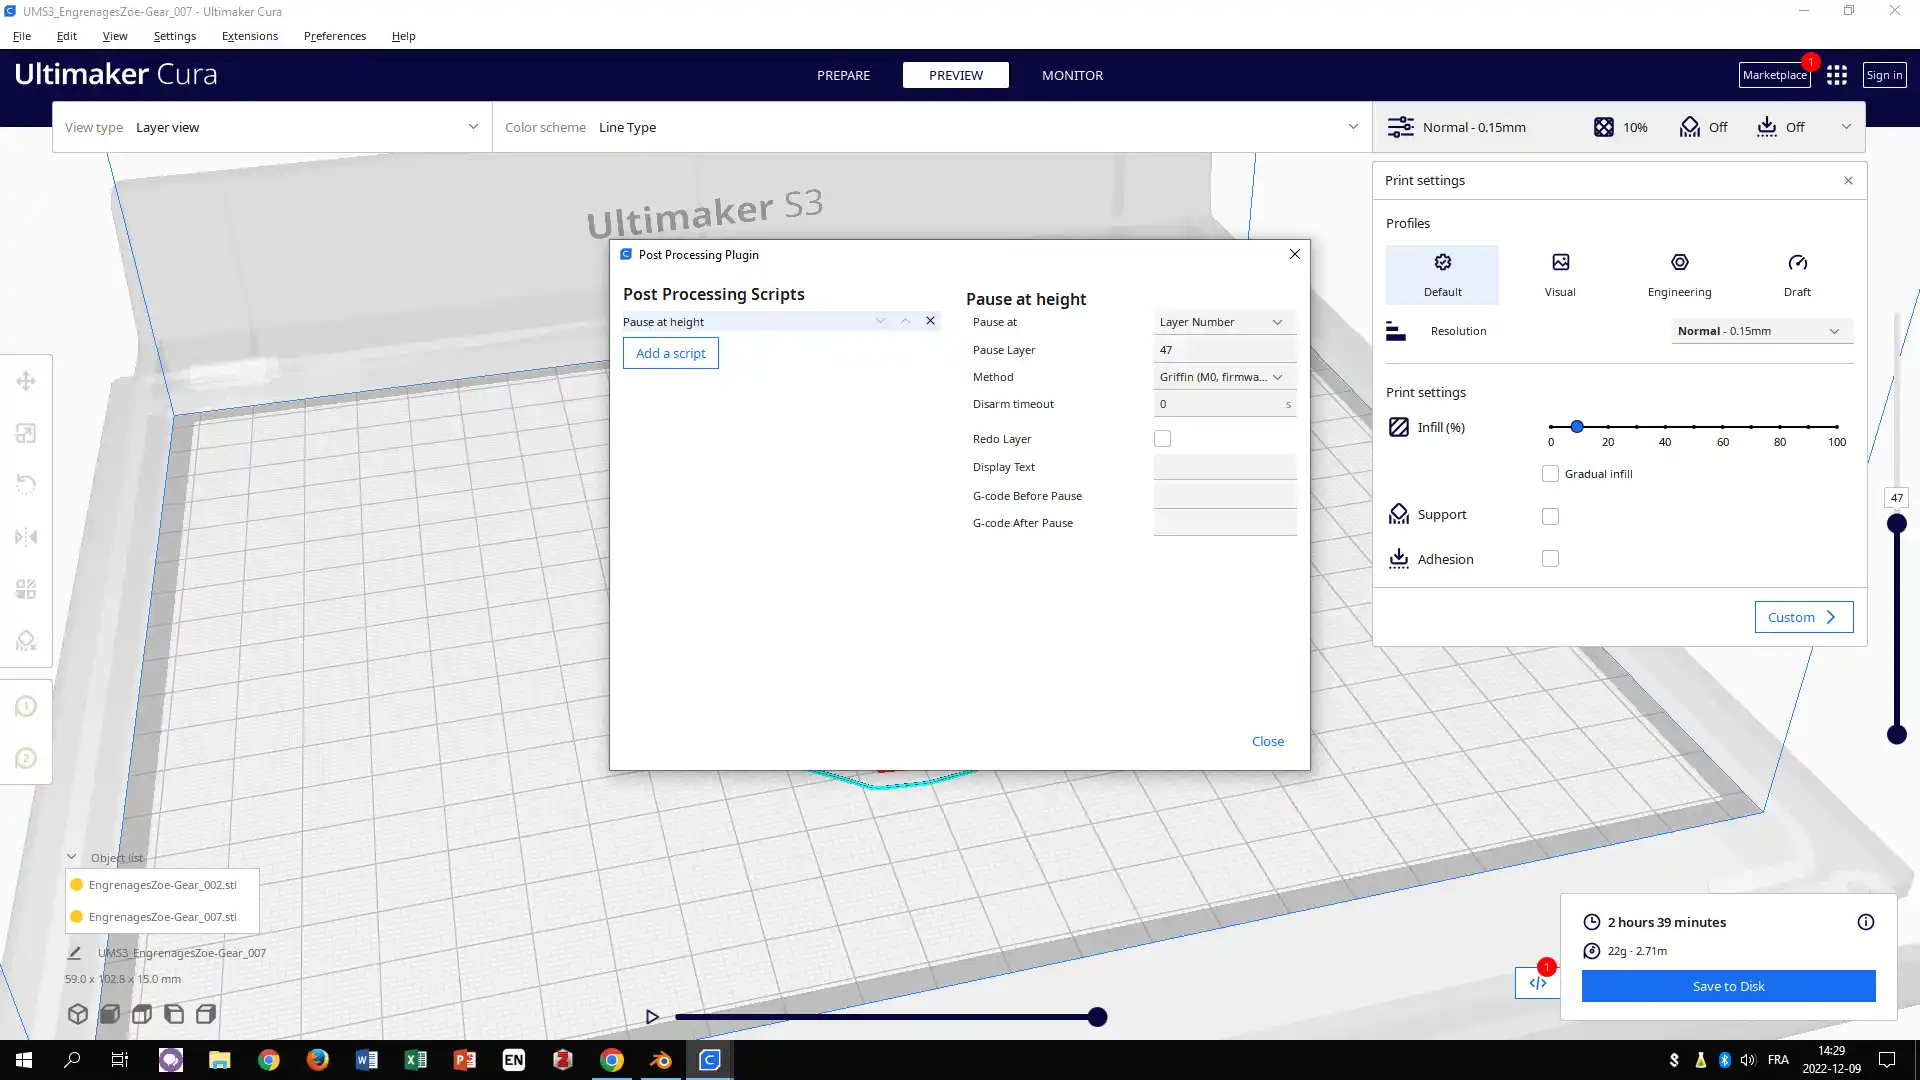 UMS3_EngrenagesZoe-Gear_007 - Ultimaker Cura
File Edit View Settings Extensions Preferences Help
Ultimaker Cura
PREPARE PREVIEW MONITOR
Marketplace 1
Sign in
View type Layer view
Color scheme Line Type
Normal - 0.15mm 10% Off Off
Ultimaker S3
Print settings
Profiles
Default Visual Engineering Draft
Resolution Normal - 0.15mm
Print settings
Infill (%)
0 20 40 60 80 100
Gradual infill
Support
Adhesion
Custom
47
Post Processing Plugin
Post Processing Scripts
Pause at height
Add a script
Pause at height
Pause at Layer Number
Pause Layer 47
Method Griffin (M0, firmwa...
Disarm timeout 0 s
Redo Layer
Display Text
G-code Before Pause
G-code After Pause
Close
1
2
Object list
EngrenagesZoe-Gear_002.stl
EngrenagesZoe-Gear_007.stl
UMS3_EngrenagesZoe-Gear_007
59.0 x 102.8 x 15.0 mm
1
</>
2 hours 39 minutes
22g · 2.71m
Save to Disk
EN
FRA
14:29
2022-12-09